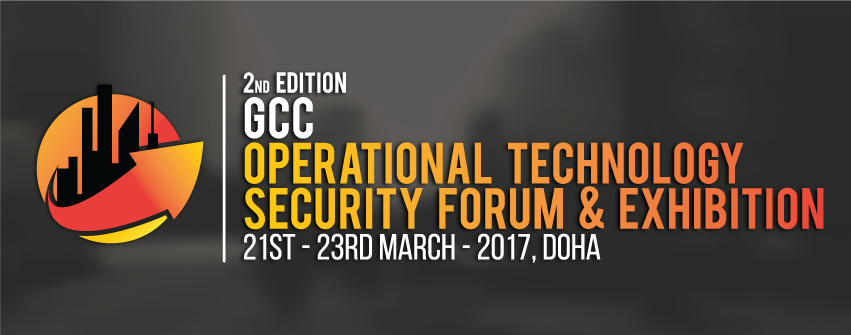 2ND EDITION
GCC
OPERATIONAL TECHNOLOGY
SECURITY FORUM & EXHIBITION
21ST - 23RD MARCH - 2017, DOHA